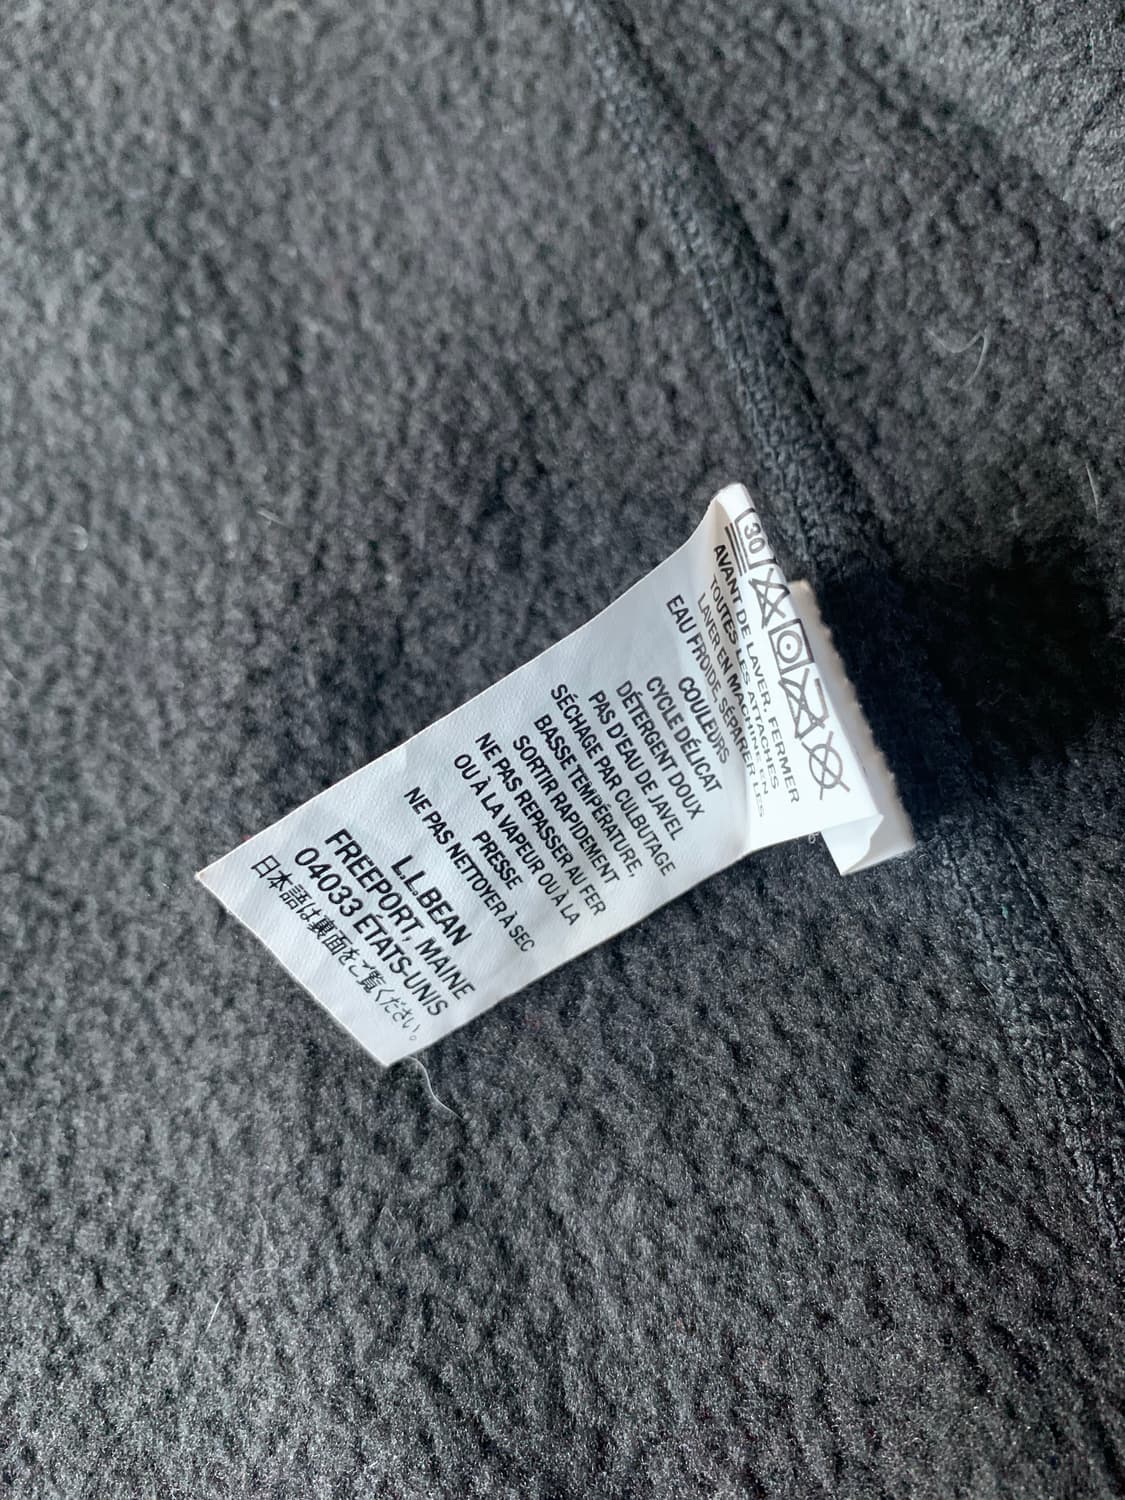 30
AVANT DE LAVER, FERMER
TOUTES LES ATTACHES
LAVER EN MACHINE EN
EAU FROIDE, SÉPARER LES
COULEURS
CYCLE DÉLICAT
DÉTERGENT DOUX
PAS D'EAU DE JAVEL
SÉCHAGE PAR CULBUTAGE
BASSE TEMPÉRATURE,
SORTIR RAPIDEMENT
NE PAS REPASSER AU FER
OU À LA VAPEUR OU À LA
PRESSE
NE PAS NETTOYER À SEC
L.L.BEAN
FREEPORT, MAINE
04033 ÉTATS-UNIS
日本語は裏面をご覧ください。